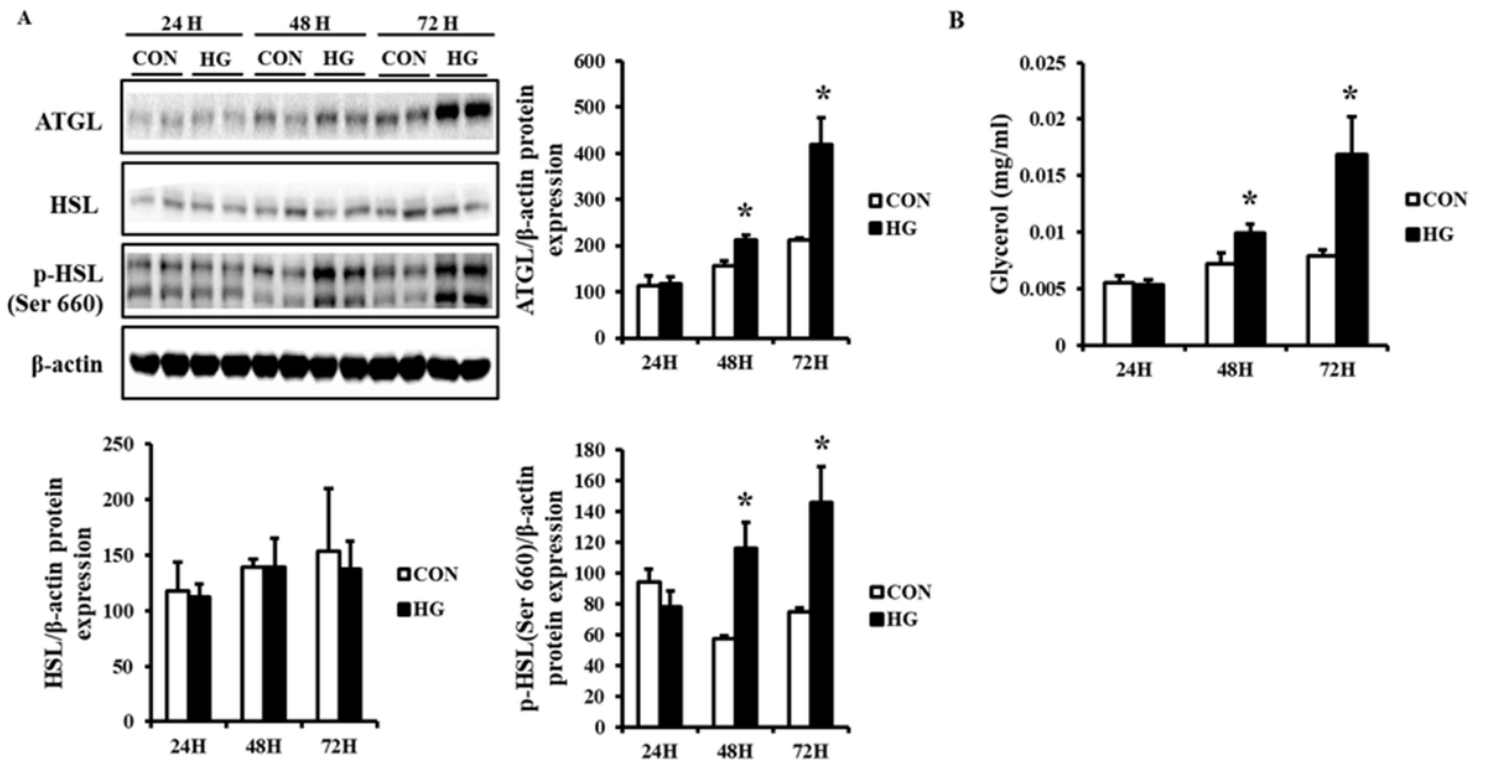 A
24 H 48 H 72 H
CON HG CON HG CON HG
ATGL
HSL
p-HSL
(Ser 660)
β-actin
ATGL/β-actin protein
expression
600
500
400
300
200
100
0
*
*
24H 48H 72H
CON
HG
B
Glycerol (mg/ml)
0.025
0.02
0.015
0.01
0.005
0
*
*
24H 48H 72H
CON
HG
HSL/β-actin protein
expression
250
200
150
100
50
0
24H 48H 72H
CON
HG
p-HSL(Ser 660)/β-actin
protein expression
180
160
140
120
100
80
60
40
20
0
*
*
24H 48H 72H
CON
HG